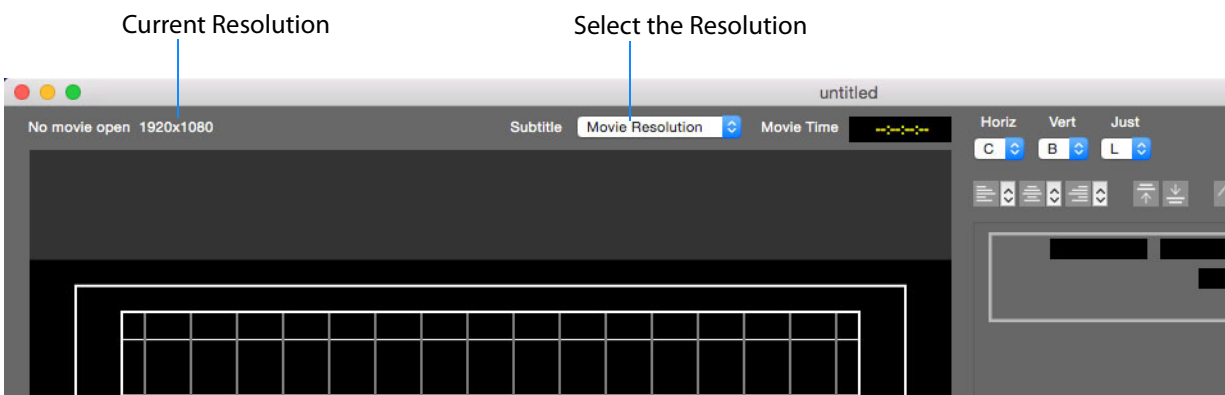 Current Resolution
Select the Resolution
untitled
No movie open 1920x1080
Subtitle Movie Resolution Movie Time --:--:--:--
Horiz Vert Just
C B L